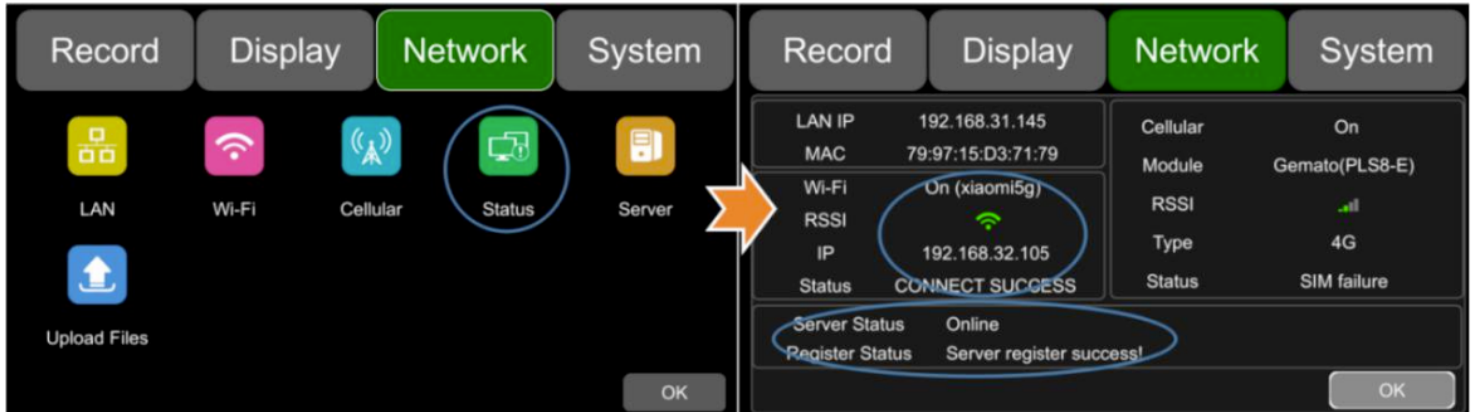 Record Display Network System
LAN Wi-Fi Cellular Status Server
Upload Files
OK
Record Display Network System
LAN IP 192.168.31.145
MAC 79:97:15:D3:71:79
Wi-Fi On (xiaomi5g)
RSSI
IP 192.168.32.105
Status CONNECT SUCCESS
Cellular On
Module Gemato(PLS8-E)
RSSI
Type 4G
Status SIM failure
Server Status Online
Register Status Server register success!
OK